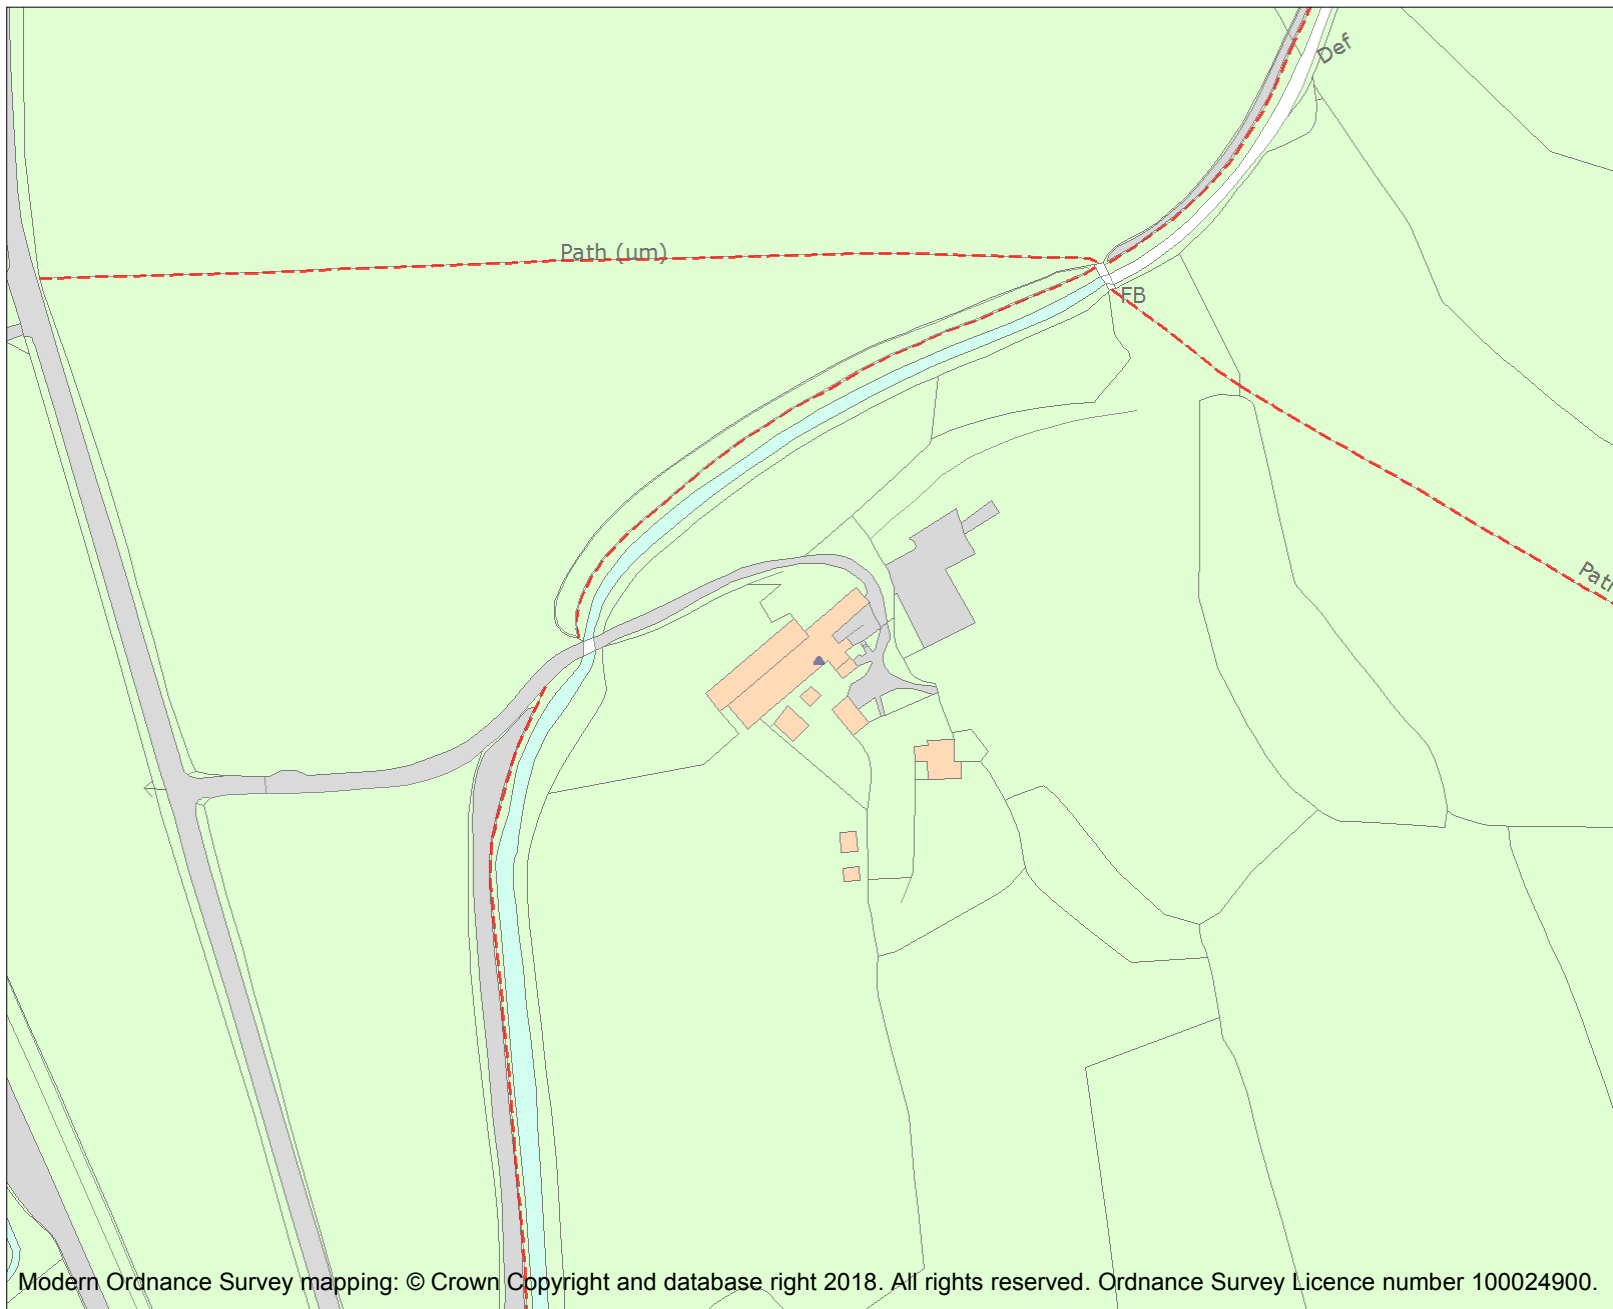 Def
Path (um)
FB
Path
Modern Ordnance Survey mapping: © Crown Copyright and database right 2018. All rights reserved. Ordnance Survey Licence number 100024900.